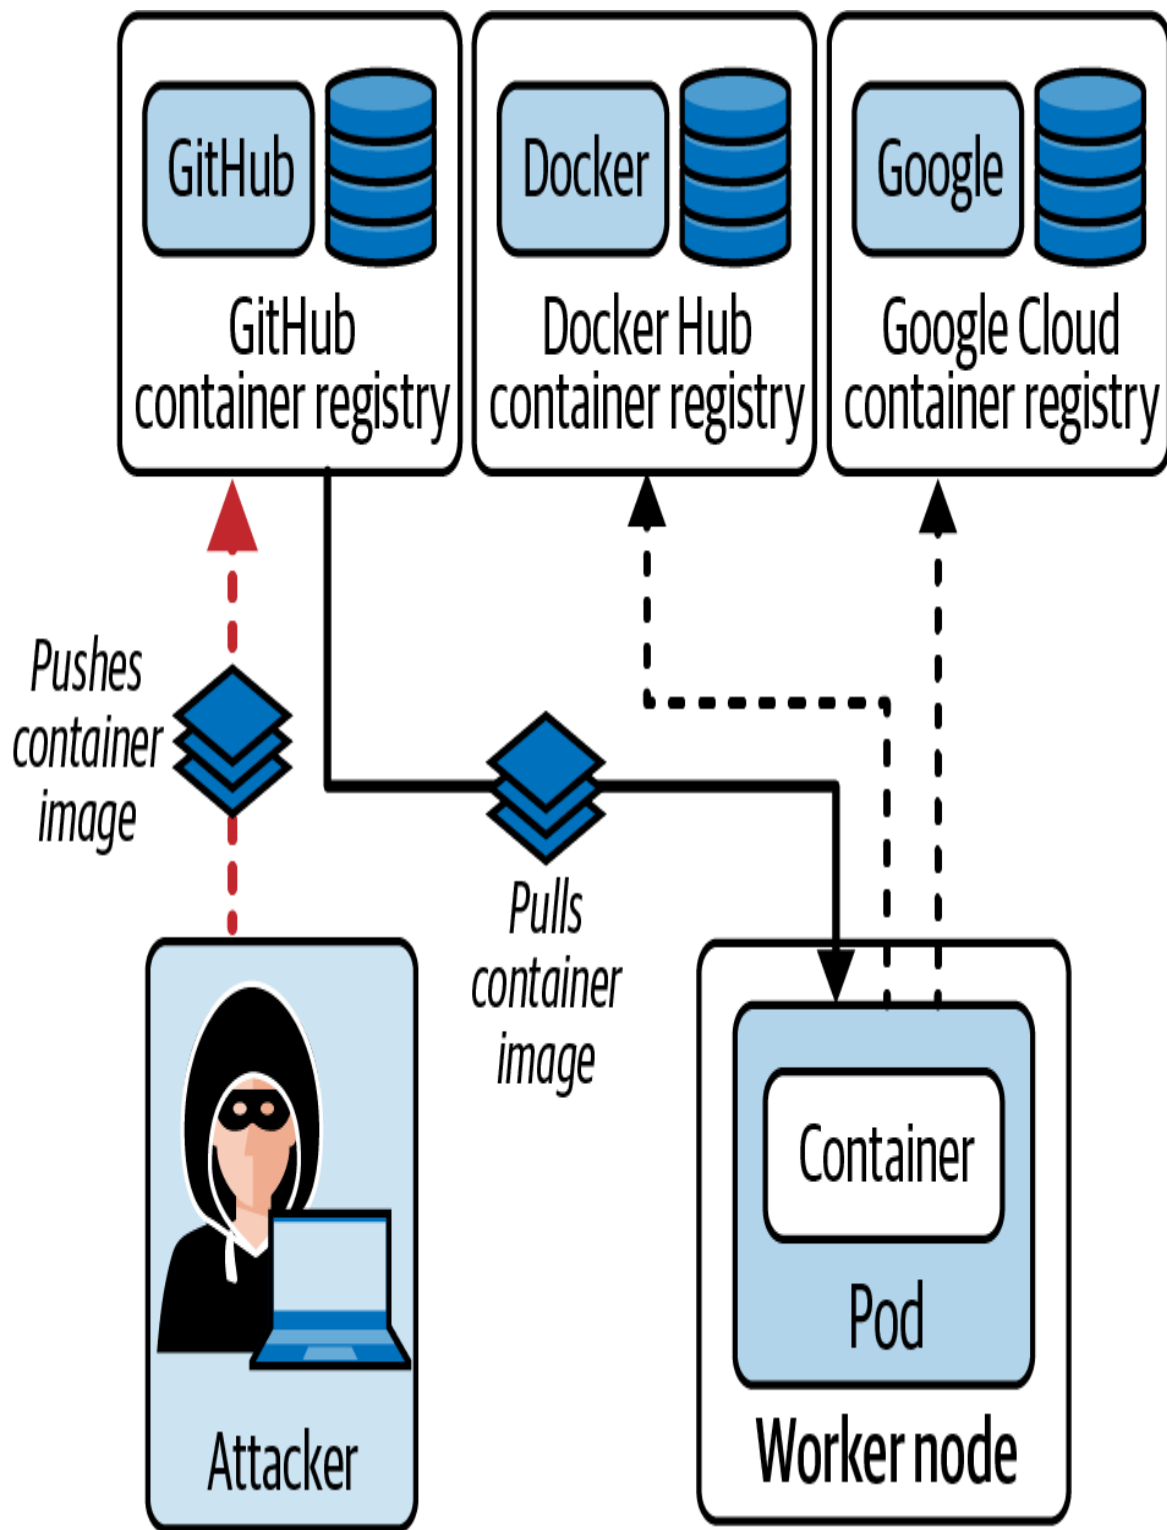 GitHub
GitHub
container registry
Docker
Docker Hub
container registry
Google
Google Cloud
container registry
Pushes
container
image
Pulls
container
image
Attacker
Container
Pod
Worker node